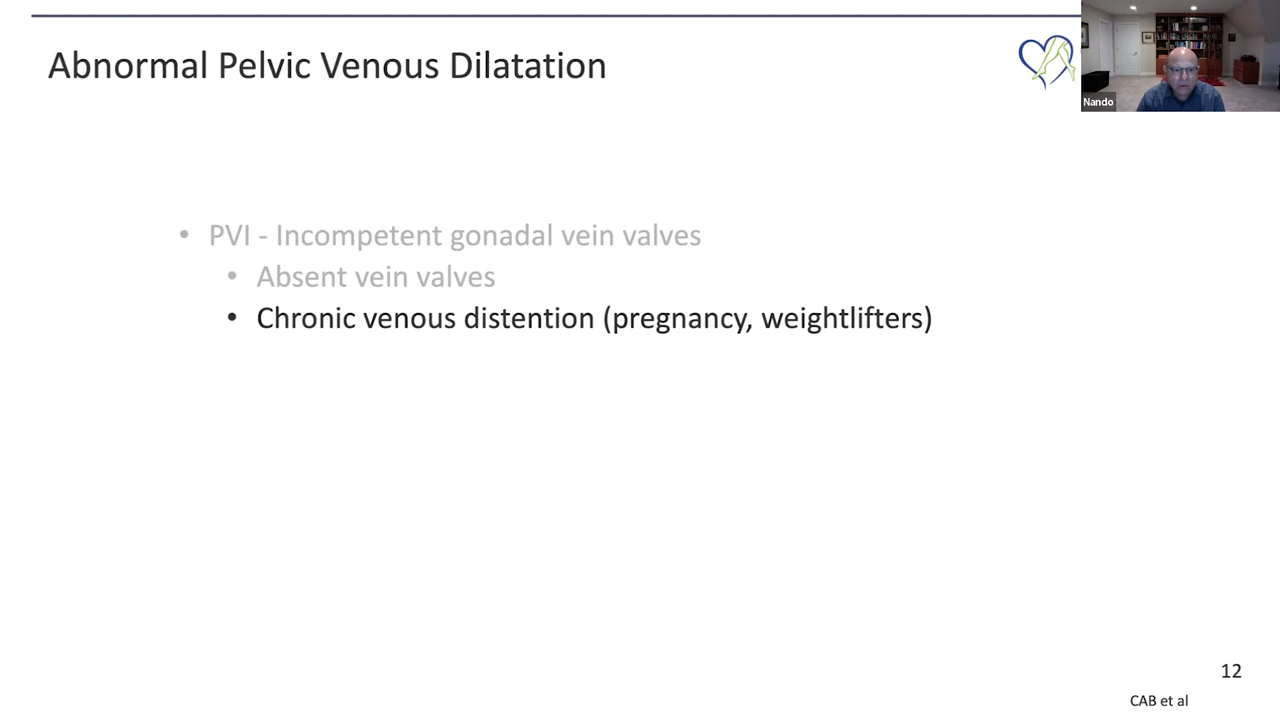 Abnormal Pelvic Venous Dilatation
Nando
• PVI - Incompetent gonadal vein valves
• Absent vein valves
• Chronic venous distention (pregnancy, weightlifters)
12
CAB et al